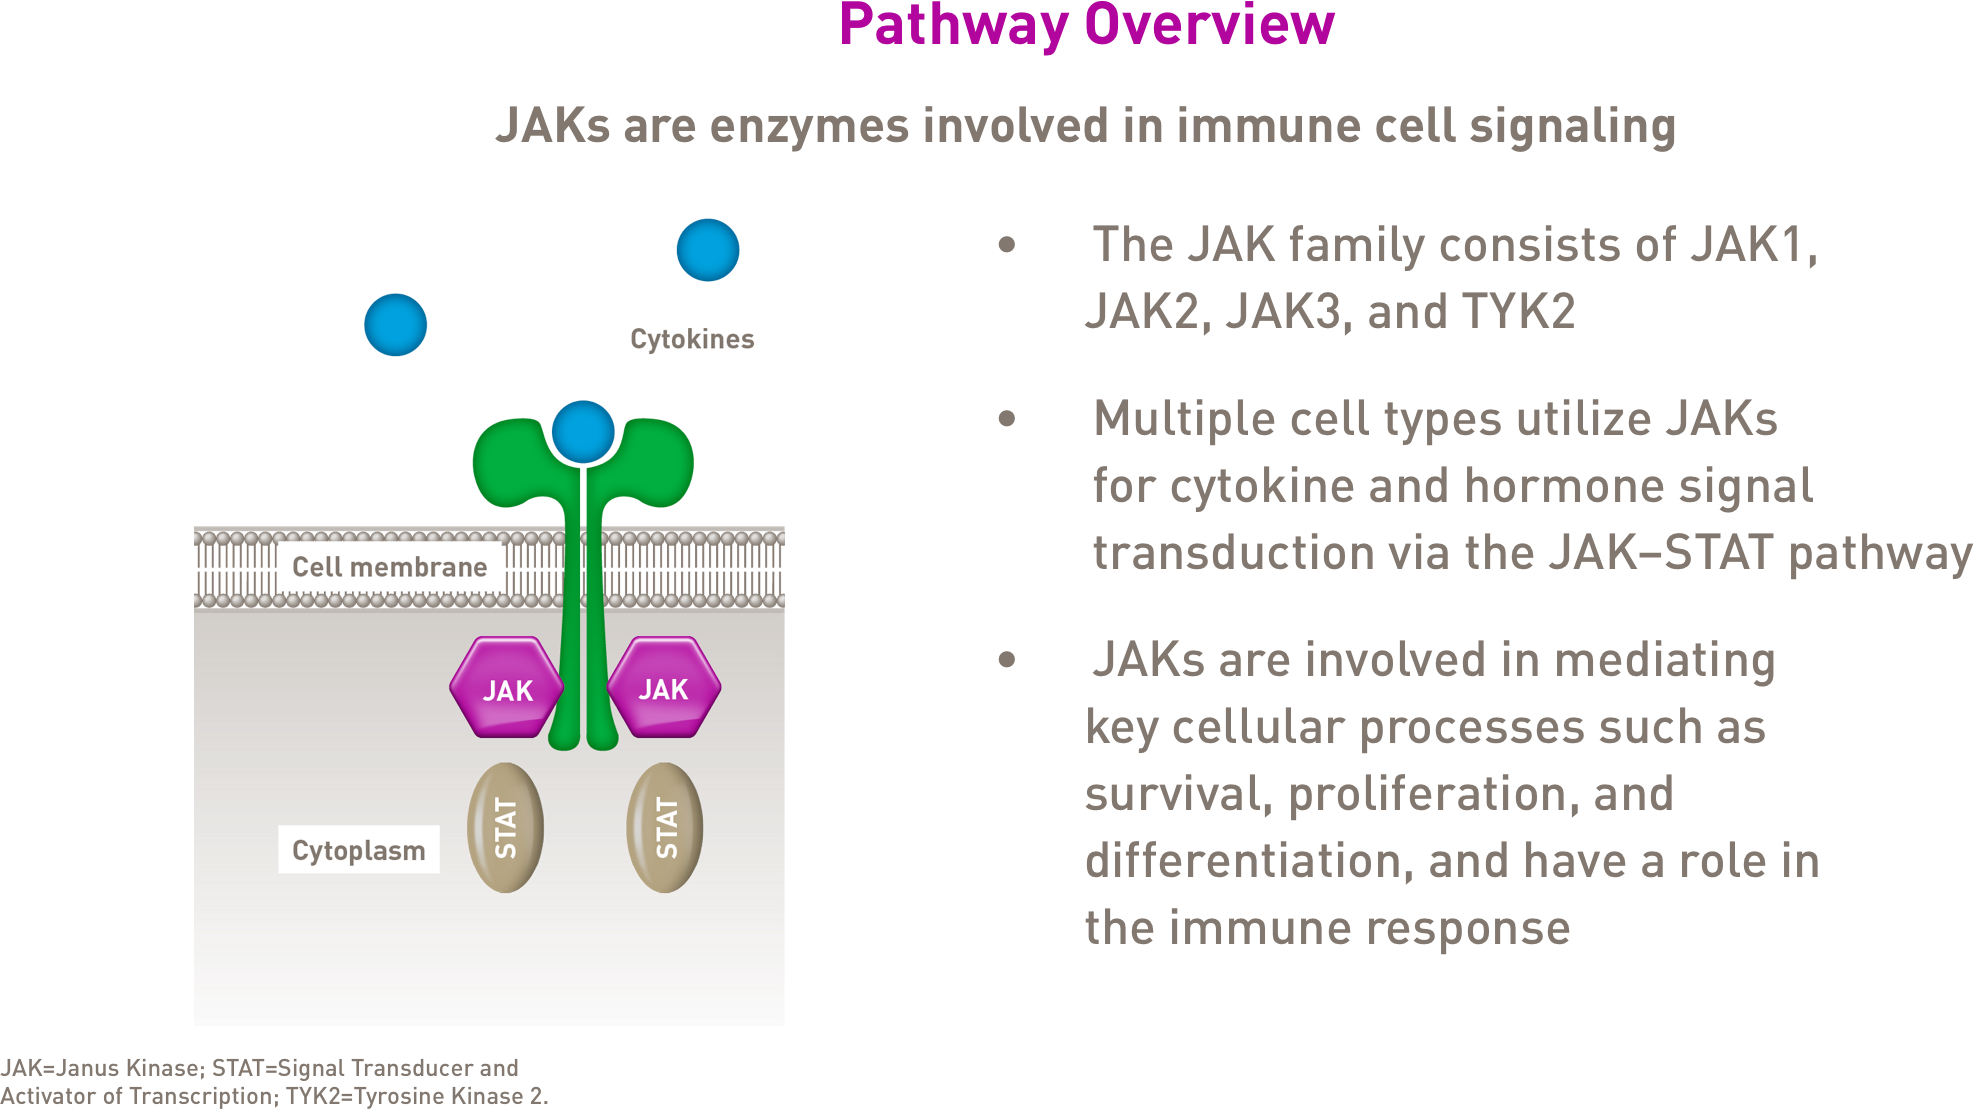 Pathway Overview
JAKs are enzymes involved in immune cell signaling
Cytokines
Cell membrane
JAK
JAK
STAT
STAT
Cytoplasm
• The JAK family consists of JAK1,
JAK2, JAK3, and TYK2
• Multiple cell types utilize JAKs
for cytokine and hormone signal
transduction via the JAK–STAT pathway
• JAKs are involved in mediating
key cellular processes such as
survival, proliferation, and
differentiation, and have a role in
the immune response
JAK=Janus Kinase; STAT=Signal Transducer and
Activator of Transcription; TYK2=Tyrosine Kinase 2.